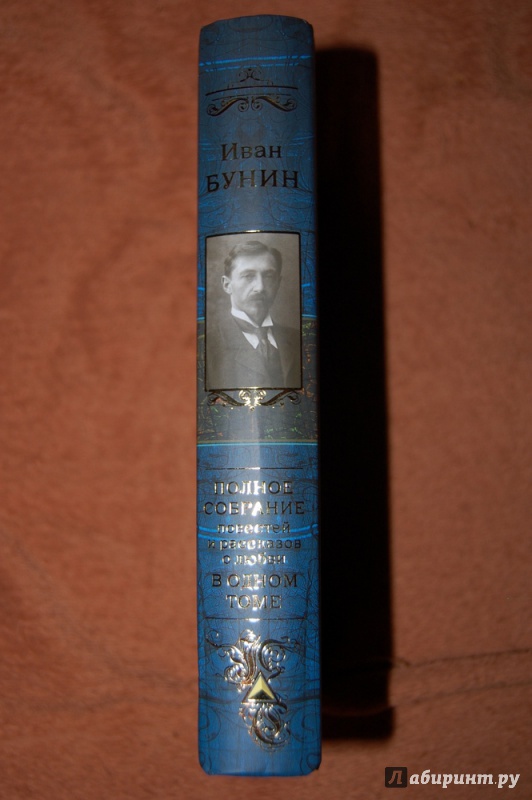 Иван
БУНИН
ПОЛНОЕ
СОБРАНИЕ
повестей
и рассказов
о любви
В ОДНОМ
ТОМЕ
Лабиринт.ру